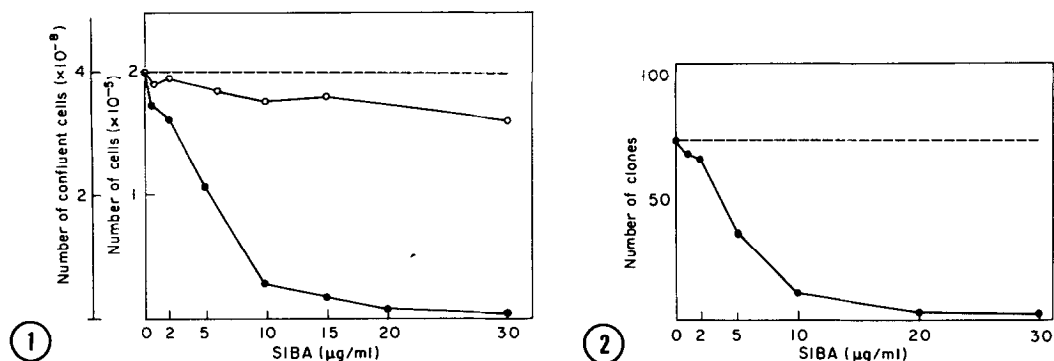 Number of confluent cells (×10⁻⁸)
4
2
Number of cells (×10⁻⁵)
2
1
0 2 5 10 15 20 30
SIBA (µg/ml)
1
Number of clones
100
50
0 2 5 10 20 30
SIBA (µg/ml)
2